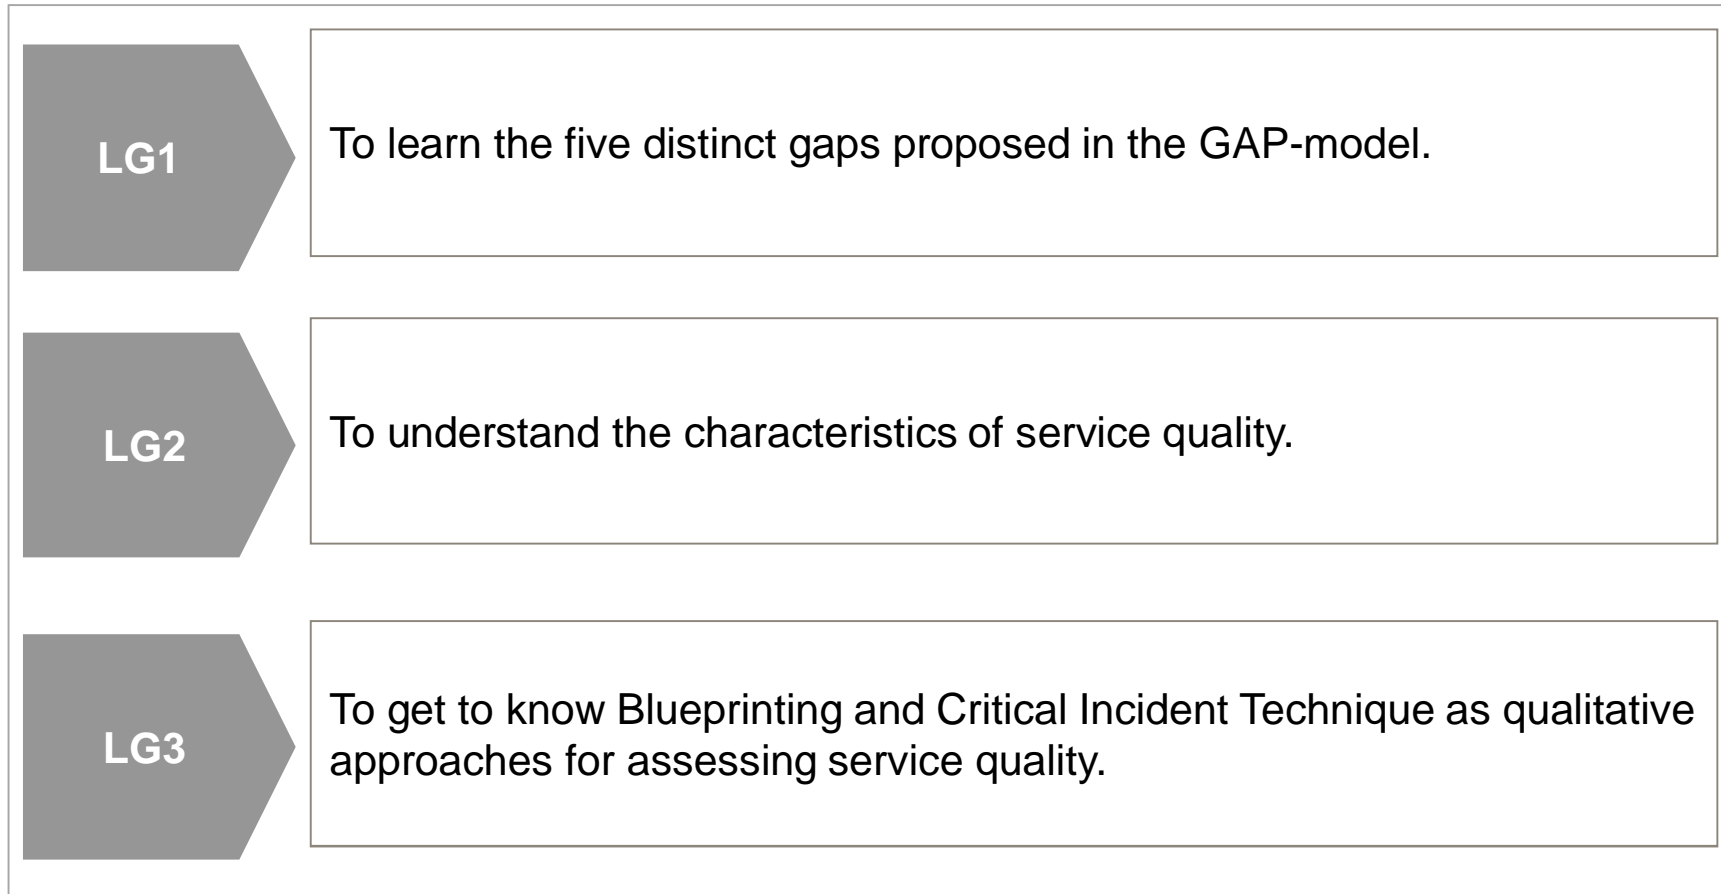 LG1
To learn the five distinct gaps proposed in the GAP-model.
LG2
To understand the characteristics of service quality.
LG3
To get to know Blueprinting and Critical Incident Technique as qualitative
approaches for assessing service quality.